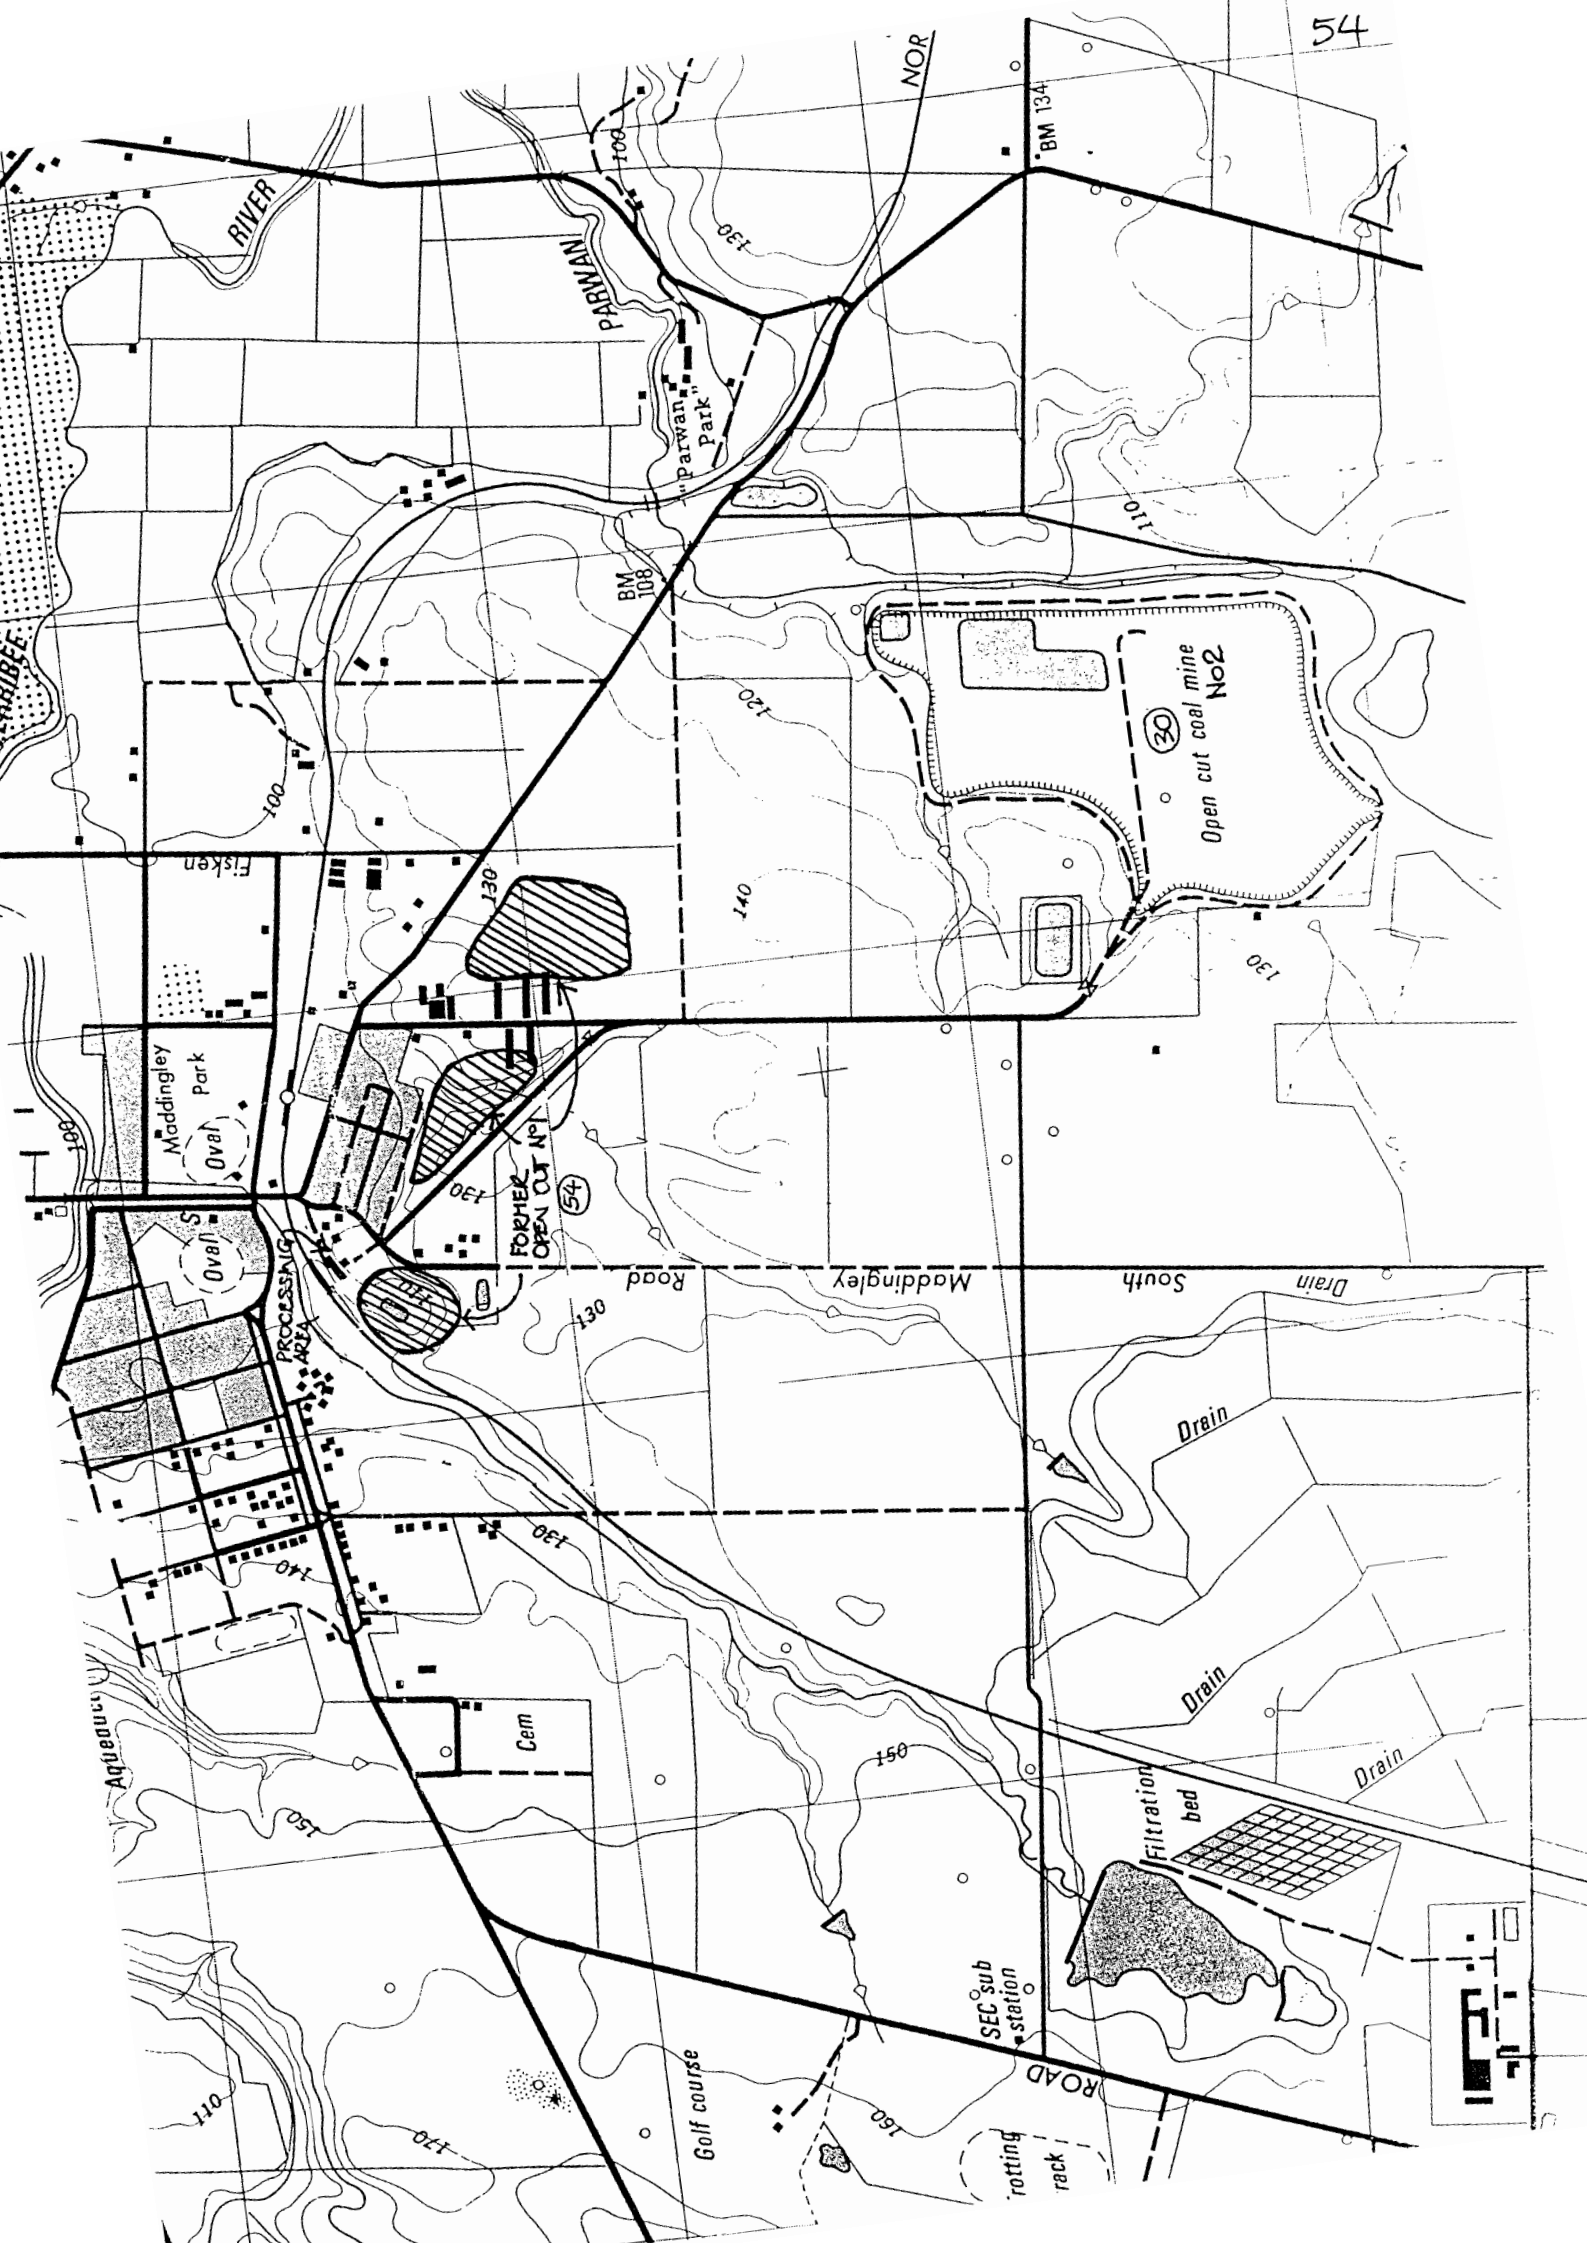 54
NOR
BM 134
100
RIVER
130
PARWAN
"Parwan
Park"
110
BM
108
120
30
Open cut coal mine
No2
100
Fisken
130
140
130
Maddingley
Park
Oval
100
130
FORMER
OPEN CUT No1
54
Oval
S
PROCESSING
AREA
110
130
Road
Maddingley
South
Drain
Drain
130
140
Drain
Cem
150
Aqueduct
150
Drain
Filtration
bed
SEC sub
station
ROAD
Golf course
160
110
170
rotting
rack